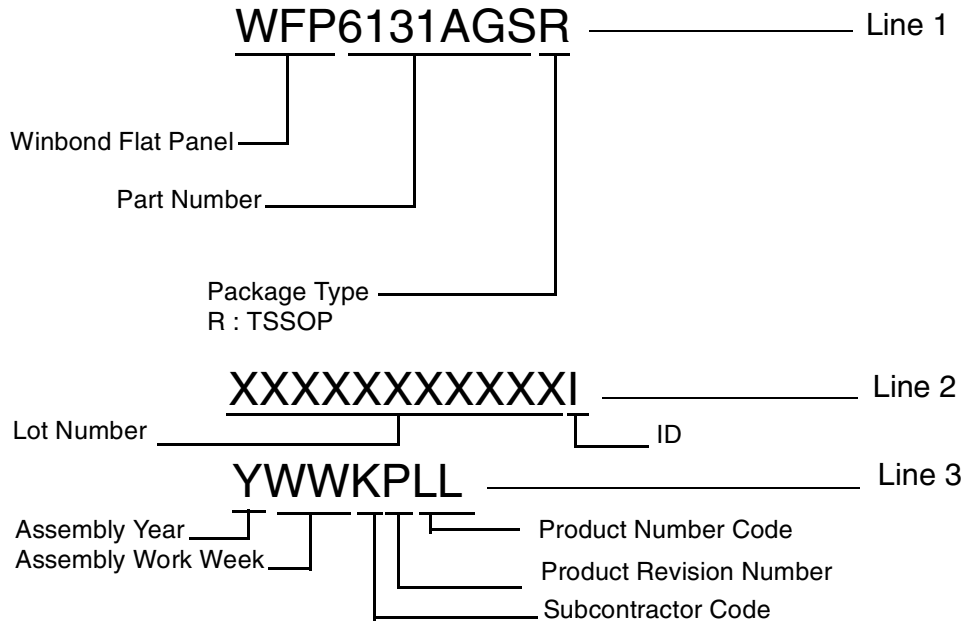 WFP6131AGSR Line 1
Winbond Flat Panel
Part Number
Package Type
R : TSSOP
XXXXXXXXXXXI Line 2
Lot Number ID
YWWKPLL Line 3
Assembly Year Product Number Code
Assembly Work Week
Product Revision Number
Subcontractor Code